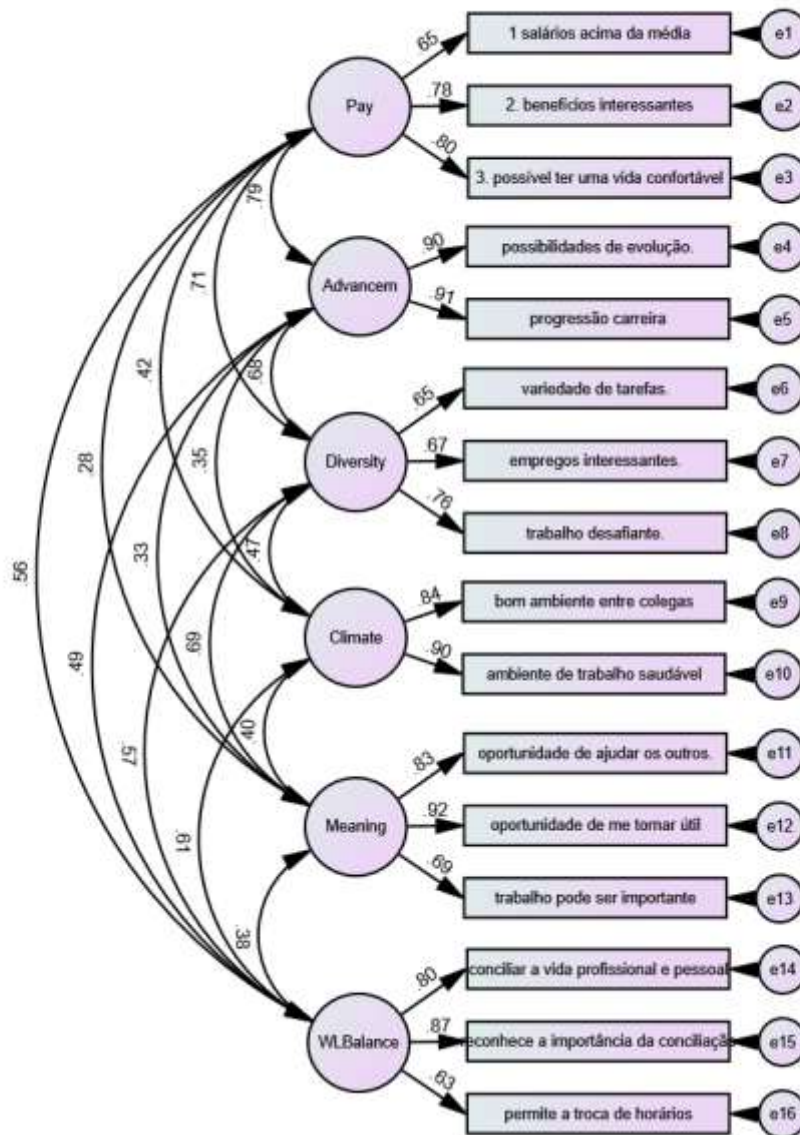 .65
1 salários acima da média
e1
Pay
.78
2. benefícios interessantes
e2
.80
3. possível ter uma vida confortável
e3
.79
.90
possibilidades de evolução.
e4
Advancem
.91
progressão carreira
e5
.71
.68
.65
variedade de tarefas.
e6
.42
Diversity
.67
empregos interessantes.
e7
.28
.35
.76
trabalho desafiante.
e8
.56
.33
.47
.84
bom ambiente entre colegas
e9
Climate
.49
.69
.90
ambiente de trabalho saudável
e10
.40
.83
oportunidade de ajudar os outros.
e11
.57
Meaning
.92
oportunidade de me tornar útil
e12
.61
.69
trabalho pode ser importante
e13
.38
.80
conciliar a vida profissional e pessoal
e14
WLBalance
.87
reconhece a importância da conciliação
e15
.63
permite a troca de horários
e16